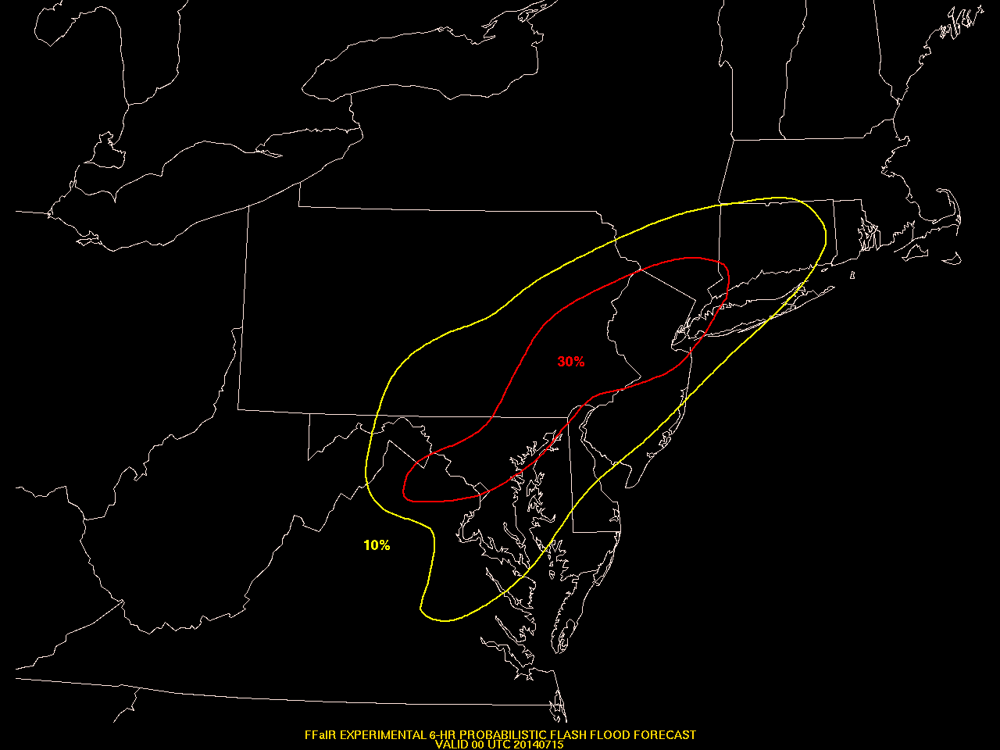 30%
10%
FFaIR EXPERIMENTAL 6-HR PROBABILISTIC FLASH FLOOD FORECAST
VALID 00 UTC 20140715